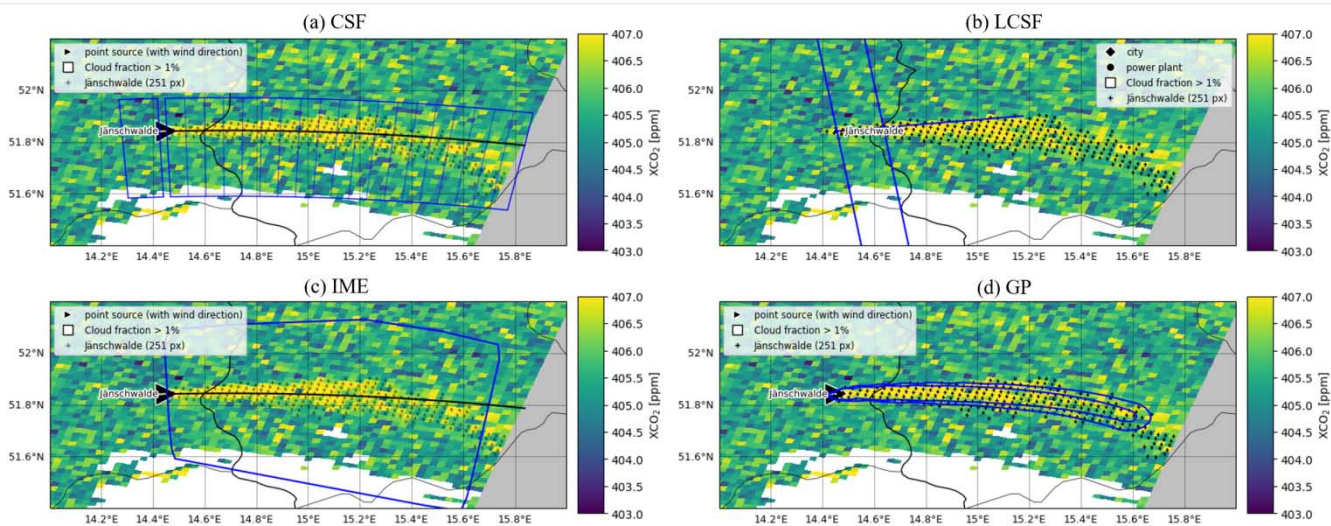 (a) CSF
▸ point source (with wind direction)
Cloud fraction > 1%
+ Jänschwalde (251 px)
Jänschwalde
52°N
51.8°N
51.6°N
14.2°E 14.4°E 14.6°E 14.8°E 15°E 15.2°E 15.4°E 15.6°E 15.8°E
407.0
406.5
406.0
405.5
405.0
404.5
404.0
403.5
403.0
XCO₂ [ppm]
(b) LCSF
◆ city
● power plant
Cloud fraction > 1%
+ Jänschwalde (251 px)
Jänschwalde
52°N
51.8°N
51.6°N
14.2°E 14.4°E 14.6°E 14.8°E 15°E 15.2°E 15.4°E 15.6°E 15.8°E
407.0
406.5
406.0
405.5
405.0
404.5
404.0
403.5
403.0
XCO₂ [ppm]
(c) IME
▸ point source (with wind direction)
Cloud fraction > 1%
+ Jänschwalde (251 px)
Jänschwalde
52°N
51.8°N
51.6°N
14.2°E 14.4°E 14.6°E 14.8°E 15°E 15.2°E 15.4°E 15.6°E 15.8°E
407.0
406.5
406.0
405.5
405.0
404.5
404.0
403.5
403.0
XCO₂ [ppm]
(d) GP
▸ point source (with wind direction)
Cloud fraction > 1%
+ Jänschwalde (251 px)
Jänschwalde
52°N
51.8°N
51.6°N
14.2°E 14.4°E 14.6°E 14.8°E 15°E 15.2°E 15.4°E 15.6°E 15.8°E
407.0
406.5
406.0
405.5
405.0
404.5
404.0
403.5
403.0
XCO₂ [ppm]